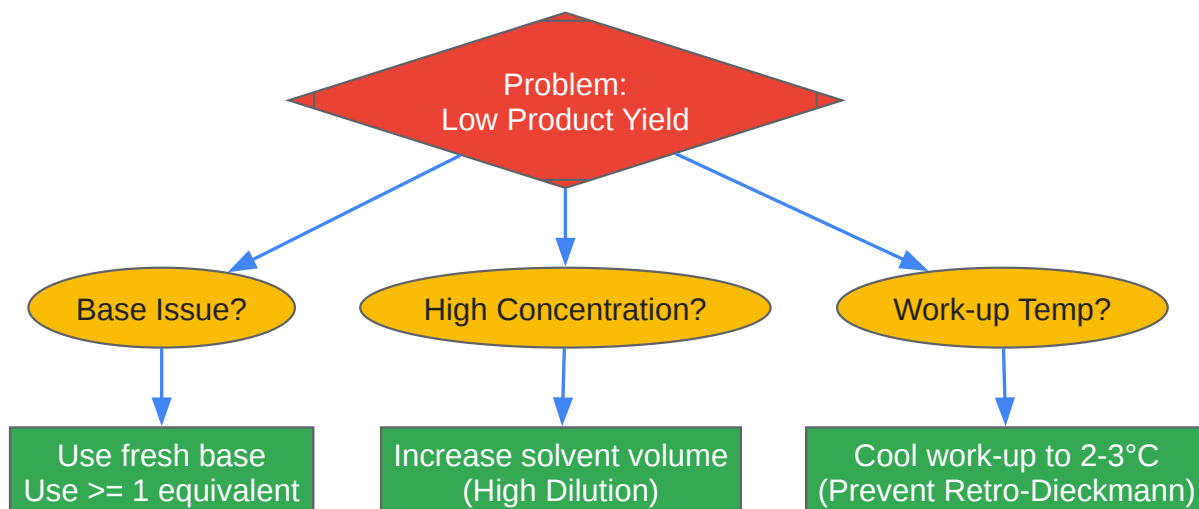 Problem:
Low Product Yield
Base Issue?
High Concentration?
Work-up Temp?
Use fresh base
Use >= 1 equivalent
Increase solvent volume
(High Dilution)
Cool work-up to 2-3°C
(Prevent Retro-Dieckmann)